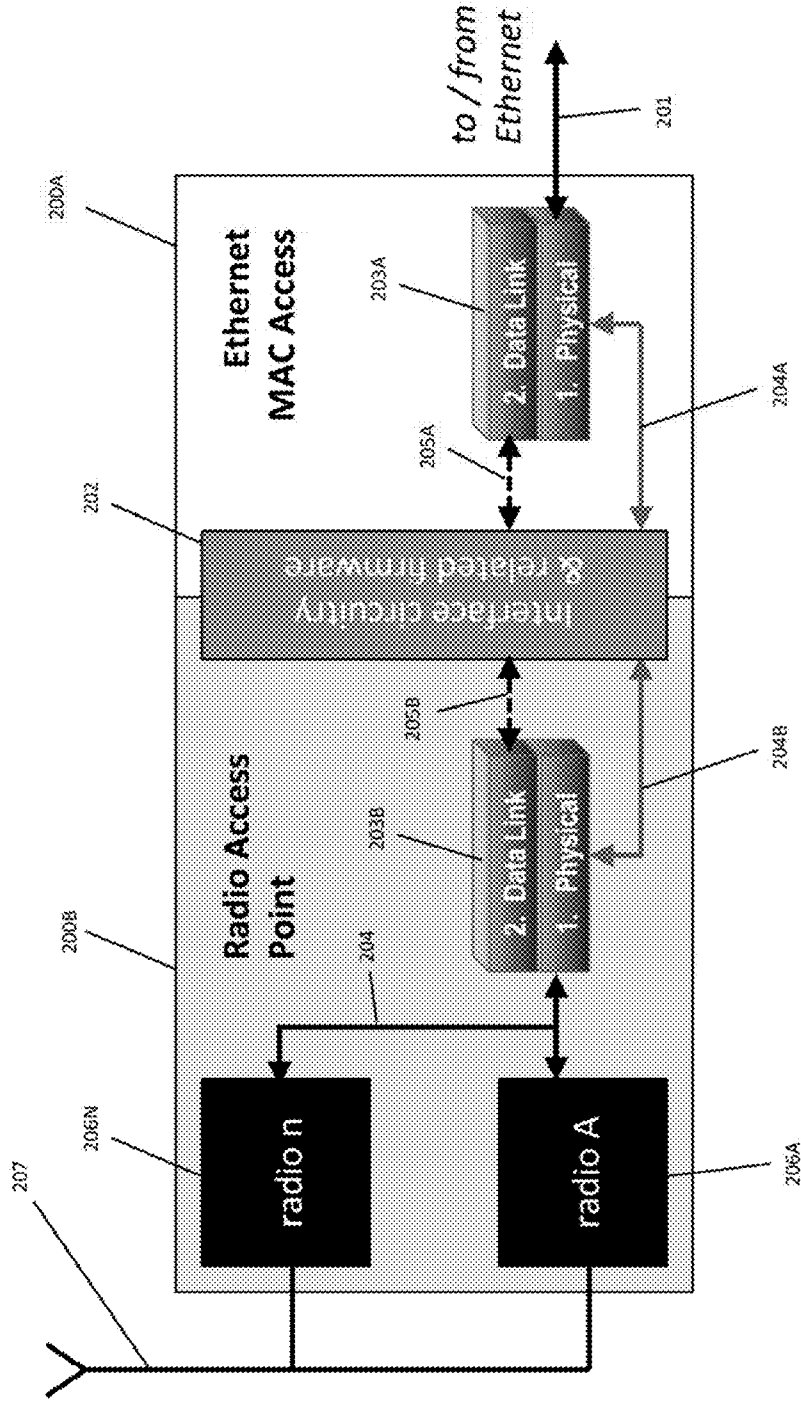 207
206N
200B
202
200A
radio n
204
Radio Access
Point
Ethernet
MAC Access
to / from
Ethernet
203B
205B
205A
203A
interface circuitry
& related firmware
2. Data Link
1. Physical
2. Data Link
1. Physical
201
radio A
206A
204B
204A